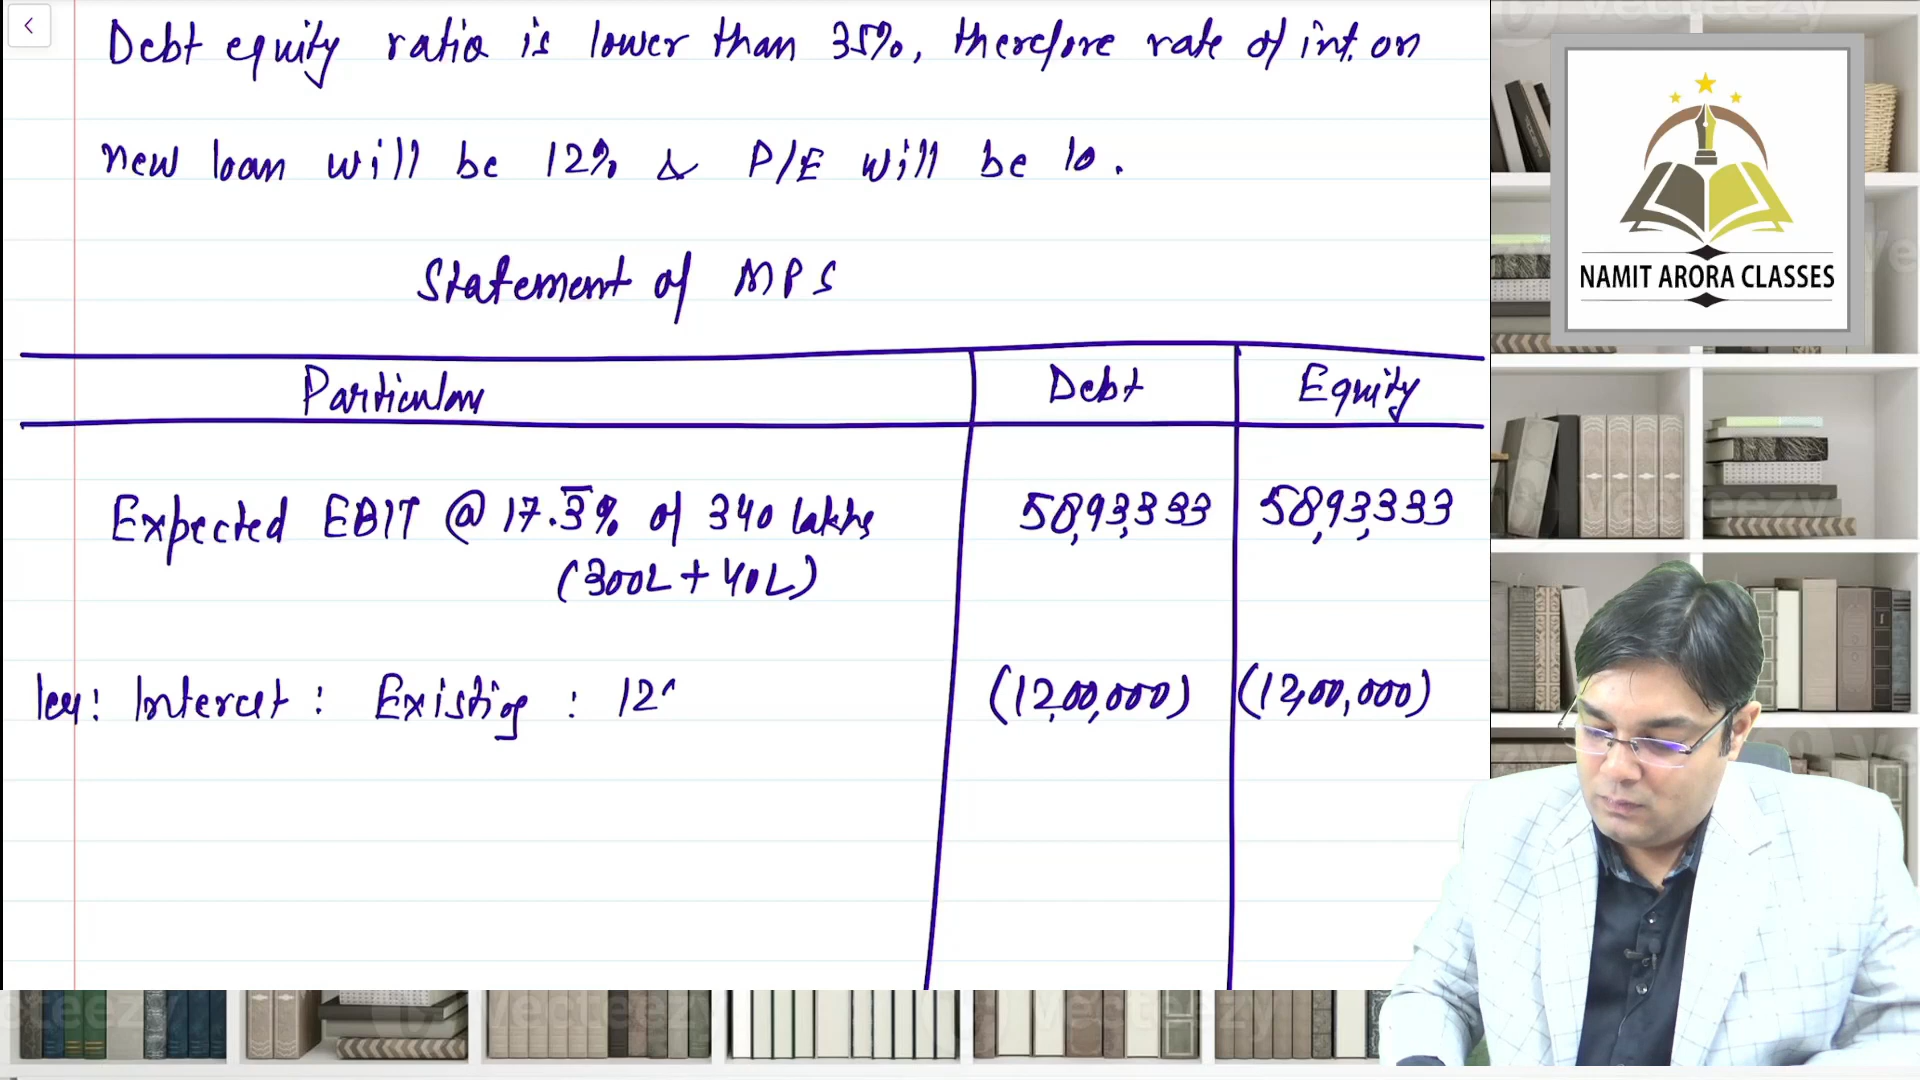 Debt equity ratio is lower than 35%, therefore rate of int. on
new loan will be 12% & P/E will be 10.
Statement of MPS
Particulars Debt Equity
Expected EBIT @ 17.3̅% of 340 lakhs 58,93,333 58,93,333
(300L + 40L)
less: Interest: Existing : 12 (12,00,000) (12,00,000)
NAMIT ARORA CLASSES
Vecteezy
vecteezy